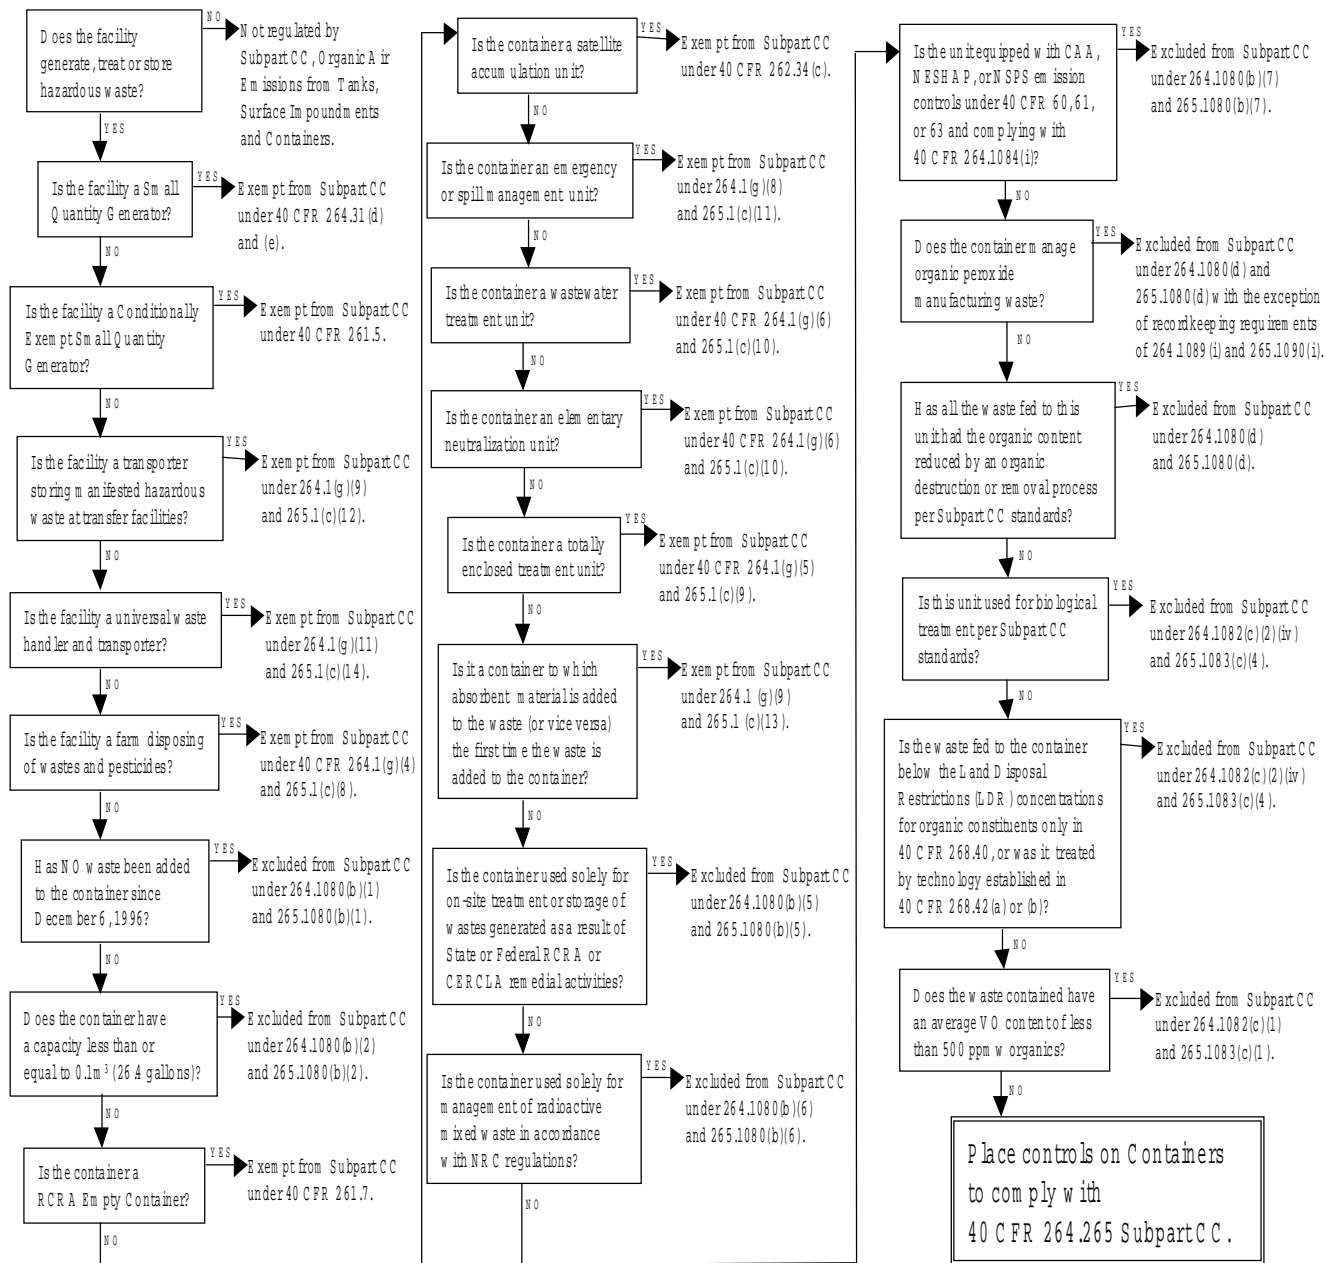 Does the facility
generate, treat or store
hazardous waste?
NO
Not regulated by
Subpart CC, Organic Air
Emissions from Tanks,
Surface Impoundments
and Containers.
YES
Is the facility a Small
Quantity Generator?
YES
Exempt from Subpart CC
under 40 CFR 264.31(d)
and (e).
NO
Is the facility a Conditionally
Exempt Small Quantity
Generator?
YES
Exempt from Subpart CC
under 40 CFR 261.5.
NO
Is the facility a transporter
storing manifested hazardous
waste at transfer facilities?
YES
Exempt from Subpart CC
under 264.1(g)(9)
and 265.1(c)(12).
NO
Is the facility a universal waste
handler and transporter?
YES
Exempt from Subpart CC
under 264.1(g)(11)
and 265.1(c)(14).
NO
Is the facility a farm disposing
of wastes and pesticides?
YES
Exempt from Subpart CC
under 40 CFR 264.1(g)(4)
and 265.1(c)(8).
NO
Has NO waste been added
to the container since
December 6, 1996?
YES
Excluded from Subpart CC
under 264.1080(b)(1)
and 265.1080(b)(1).
NO
Does the container have
a capacity less than or
equal to 0.1m³ (26.4 gallons)?
YES
Excluded from Subpart CC
under 264.1080(b)(2)
and 265.1080(b)(2).
NO
Is the container a
RCRA Empty Container?
YES
Exempt from Subpart CC
under 40 CFR 261.7.
NO
Is the container a satellite
accumulation unit?
YES
Exempt from Subpart CC
under 40 CFR 262.34(c).
NO
Is the container an emergency
or spill management unit?
YES
Exempt from Subpart CC
under 264.1(g)(8)
and 265.1(c)(11).
NO
Is the container a wastewater
treatment unit?
YES
Exempt from Subpart CC
under 40 CFR 264.1(g)(6)
and 265.1(c)(10).
NO
Is the container an elementary
neutralization unit?
YES
Exempt from Subpart CC
under 40 CFR 264.1(g)(6)
and 265.1(c)(10).
NO
Is the container a totally
enclosed treatment unit?
YES
Exempt from Subpart CC
under 40 CFR 264.1(g)(5)
and 265.1(c)(9).
NO
Is it a container to which
absorbent material is added
to the waste (or vice versa)
the first time the waste is
added to the container?
YES
Exempt from Subpart CC
under 264.1 (g)(9)
and 265.1 (c)(13).
NO
Is the container used solely for
on-site treatment or storage of
wastes generated as a result of
State or Federal RCRA or
CERCLA remedial activities?
YES
Excluded from Subpart CC
under 264.1080(b)(5)
and 265.1080(b)(5).
NO
Is the container used solely for
management of radioactive
mixed waste in accordance
with NRC regulations?
YES
Excluded from Subpart CC
under 264.1080(b)(6)
and 265.1080(b)(6).
NO
Is the unit equipped with CAA,
NESHAP, or NSPS emission
controls under 40 CFR 60, 61,
or 63 and complying with
40 CFR 264.1084(i)?
YES
Excluded from Subpart CC
under 264.1080(b)(7)
and 265.1080(b)(7).
NO
Does the container manage
organic peroxide
manufacturing waste?
YES
Excluded from Subpart CC
under 264.1080(d) and
265.1080(d) with the exception
of recordkeeping requirements
of 264.1089(i) and 265.1090(i).
NO
Has all the waste fed to this
unit had the organic content
reduced by an organic
destruction or removal process
per Subpart CC standards?
YES
Excluded from Subpart CC
under 264.1080(d)
and 265.1080(d).
NO
Is this unit used for biological
treatment per Subpart CC
standards?
YES
Excluded from Subpart CC
under 264.1082(c)(2)(iv)
and 265.1083(c)(4).
NO
Is the waste fed to the container
below the Land Disposal
Restrictions (LDR) concentrations
for organic constituents only in
40 CFR 268.40, or was it treated
by technology established in
40 CFR 268.42(a) or (b)?
YES
Excluded from Subpart CC
under 264.1082(c)(2)(iv)
and 265.1083(c)(4).
NO
Does the waste contained have
an average VO content of less
than 500 ppmw organics?
YES
Excluded from Subpart CC
under 264.1082(c)(1)
and 265.1083(c)(1).
NO
Place controls on Containers
to comply with
40 CFR 264.265 Subpart CC.